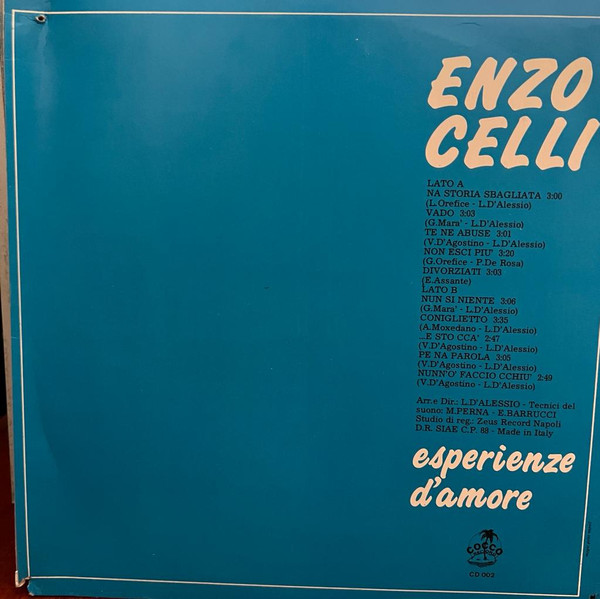 ENZO
CELLI
LATO A
NA STORIA SBAGLIATA 3:00
(L.Orefice - L.D'Alessio)
VADO 3:03
(G.Mara' - L.D'Alessio)
TE NE ABUSE 3:01
(V.D'Agostino - L.D'Alessio)
NON ESCI PIU' 3:20
(G.Orefice - P.De Rosa)
DIVORZIATI 3:03
(E.Assante)
LATO B
NUN SI NIENTE 3:06
(G.Mara' - L.D'Alessio)
CONIGLIETTO 3:35
(A.Moxedano - L.D'Alessio)
...E STO CCA' 2:47
(V.D'Agostino - L.D'Alessio)
PE NA PAROLA 3:05
(V.D'Agostino - L.D'Alessio)
NUNN'O' FACCIO CCHIU' 2:49
(V.D'Agostino - L.D'Alessio)
Arr.e Dir.: L.D'ALESSIO - Tecnici del
suono: M.PERNA - E.BARRUCCI
Studio di reg.: Zeus Record Napoli
D.R. SIAE C.P. 88 - Made in Italy
esperienze
d'amore
COCCO
CD 002